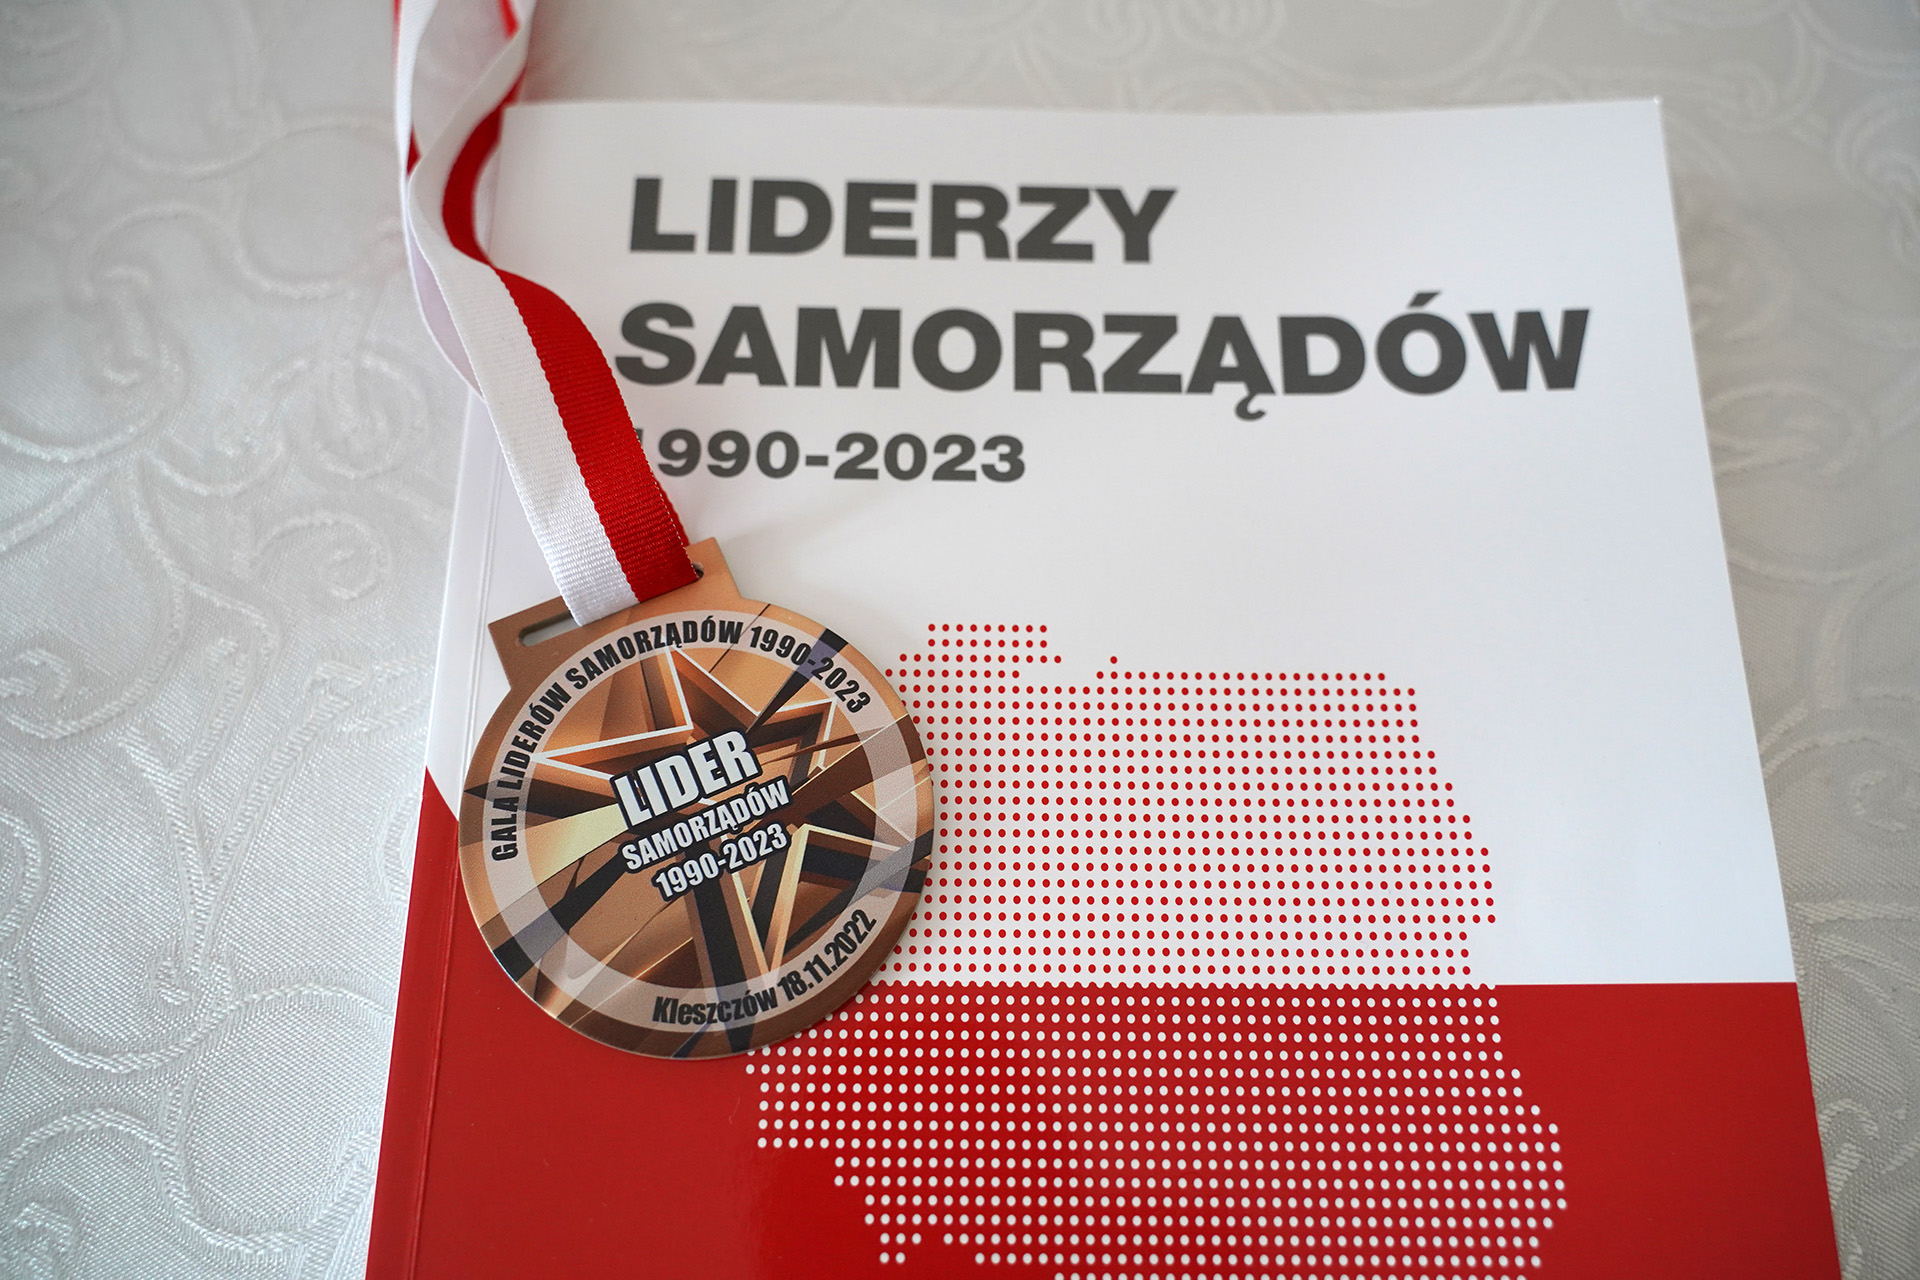 LIDERZY
SAMORZĄDÓW
1990-2023
GALA LIDERÓW SAMORZĄDÓW 1990-2023
LIDER
SAMORZĄDÓW
1990-2023
Kleszczów 18.11.2022